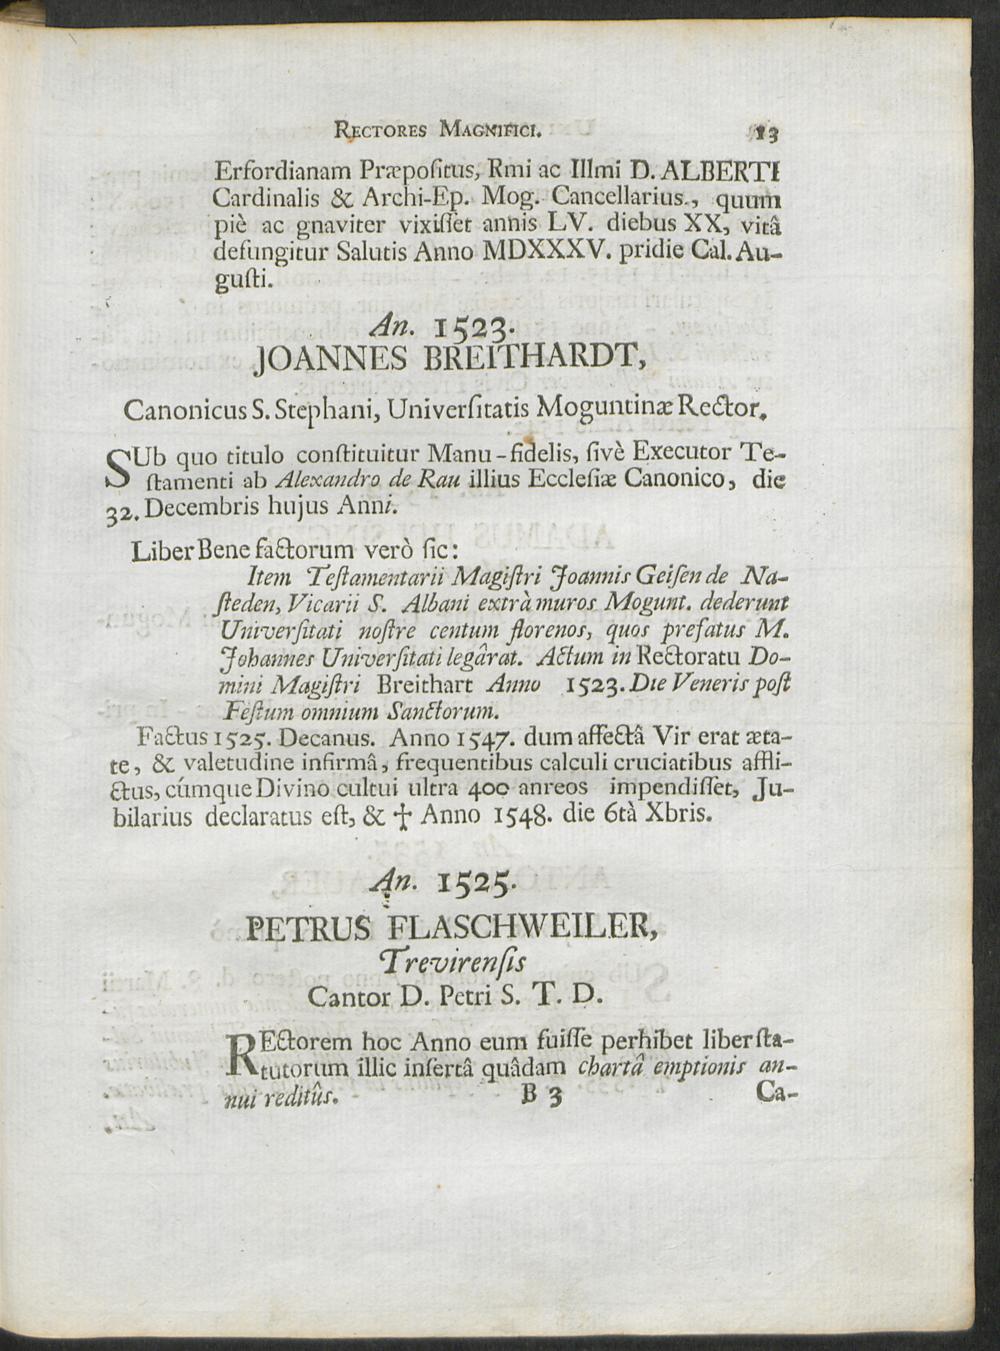 RECTORES MAGNIFICI. 13
Erfordianam Præpositus, Rmi ac Illmi D. ALBERTI
Cardinalis & Archi-Ep. Mog. Cancellarius., quum
piè ac gnaviter vixiſſet annis LV. diebus XX, vitâ
defungitur Salutis Anno MDXXXV. pridie Cal. Au-
guſti.
An. 1523.
JOANNES BREITHARDT,
Canonicus S. Stephani, Univerſitatis Moguntinæ Rector.
SUb quo titulo conſtituitur Manu-fidelis, ſivè Executor Te-
ſtamenti ab Alexandro de Rau illius Eccleſiæ Canonico, die
32. Decembris hujus Anni.
Liber Bene factorum verò ſic:
Item Teſtamentarii Magiſtri Joannis Geiſen de Na-
ſteden, Vicarii S. Albani extrà muros Mogunt. dederunt
Univerſitati noſtre centum florenos, quos prefatus M.
Johannes Univerſitati legârat. Actum in Rectoratu Do-
mini Magiſtri Breithart Anno 1523. Die Veneris poſt
Feſtum omnium Sanctorum.
Factus 1525. Decanus. Anno 1547. dum affectâ Vir erat æta-
te, & valetudine infirmâ, frequentibus calculi cruciatibus affli-
ctus, cúmque Divino cultui ultra 400 anreos impendiſſet, Ju-
bilarius declaratus eſt, & † Anno 1548. die 6tà Xbris.
An. 1525.
PETRUS FLASCHWEILER,
Trevirenſis
Cantor D. Petri S. T. D.
REctorem hoc Anno eum fuiſſe perhibet liber ſta-
tutorum illic inſertâ quâdam chartâ emptionis an-
nui reditûs. B 3 Ca-